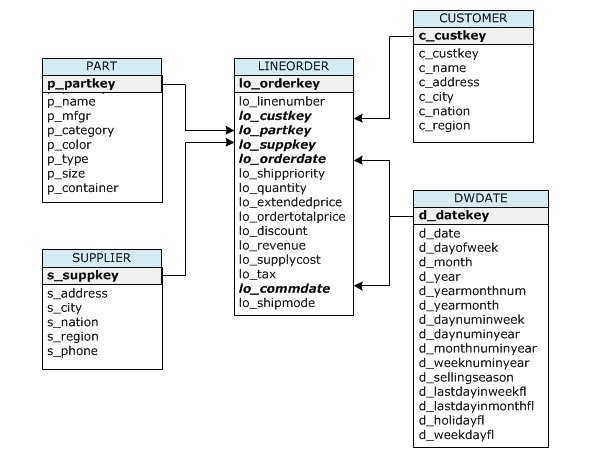 PART
p_partkey
p_name
p_mfgr
p_category
p_color
p_type
p_size
p_container
SUPPLIER
s_suppkey
s_address
s_city
s_nation
s_region
s_phone
LINEORDER
lo_orderkey
lo_linenumber
lo_custkey
lo_partkey
lo_suppkey
lo_orderdate
lo_shippriority
lo_quantity
lo_extendedprice
lo_ordertotalprice
lo_discount
lo_revenue
lo_supplycost
lo_tax
lo_commdate
lo_shipmode
CUSTOMER
c_custkey
c_custkey
c_name
c_address
c_city
c_nation
c_region
DWDATE
d_datekey
d_date
d_dayofweek
d_month
d_year
d_yearmonthnum
d_yearmonth
d_daynuminweek
d_daynuminyear
d_monthnuminyear
d_weeknuminyear
d_sellingseason
d_lastdayinweekfl
d_lastdayinmonthfl
d_holidayfl
d_weekdayfl